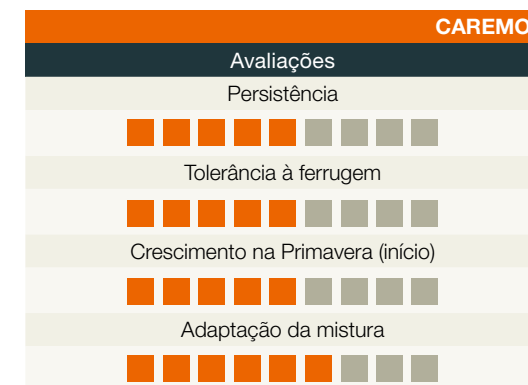 CAREMO
Avaliações
Persistência
Tolerância à ferrugem
Crescimento na Primavera (início)
Adaptação da mistura